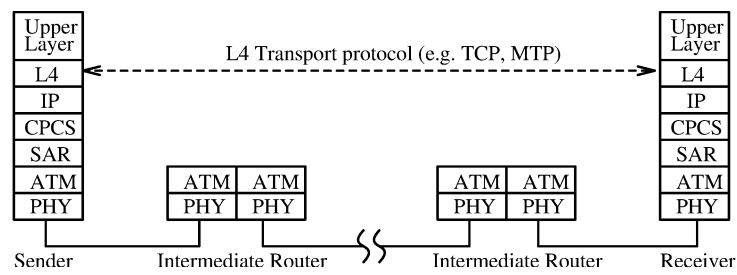 Upper
Layer
L4
IP
CPCS
SAR
ATM
PHY
L4 Transport protocol (e.g. TCP, MTP)
ATM ATM
PHY PHY
ATM ATM
PHY PHY
Upper
Layer
L4
IP
CPCS
SAR
ATM
PHY
Sender
Intermediate Router
Intermediate Router
Receiver